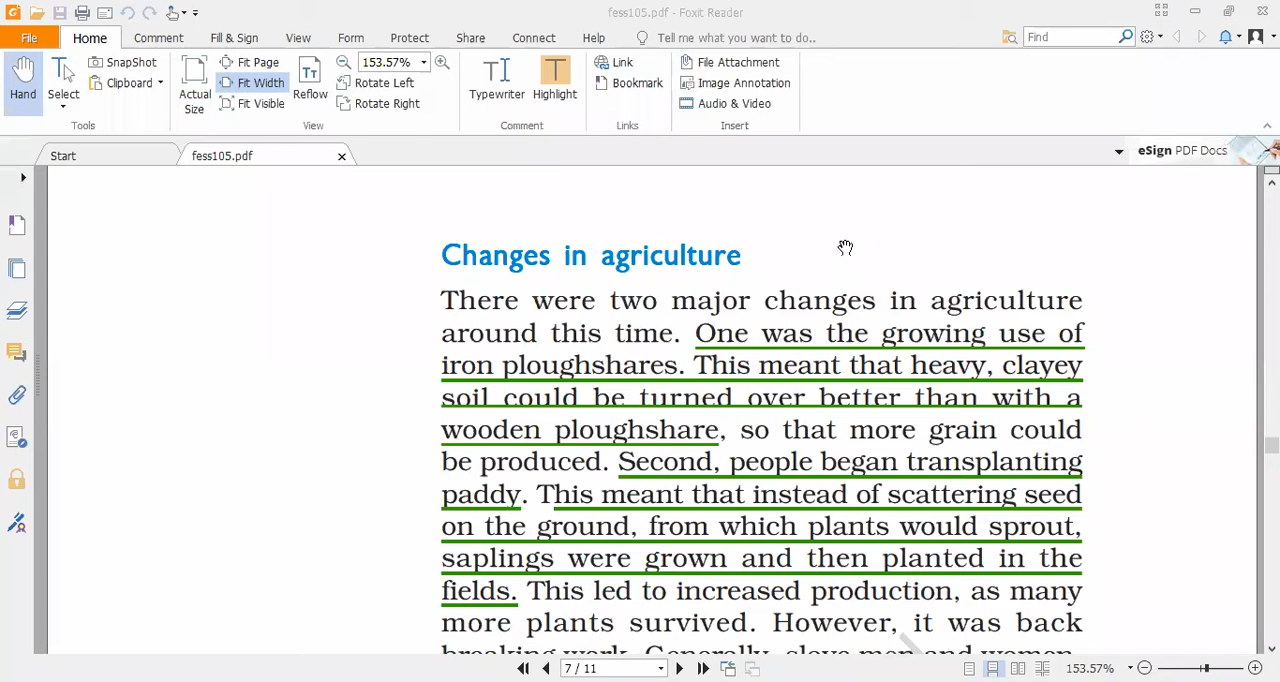 fess105.pdf - Foxit Reader
File Home Comment Fill & Sign View Form Protect Share Connect Help Tell me what you want to do.. Find
Hand
Select
SnapShot
Clipboard
Tools
Actual Size
Fit Page
Fit Width
Fit Visible
Reflow
153.57%
Rotate Left
Rotate Right
View
Typewriter
Highlight
Comment
Link
Bookmark
Links
File Attachment
Image Annotation
Audio & Video
Insert
Start
fess105.pdf
eSign PDF Docs
Changes in agriculture
There were two major changes in agriculture
around this time. One was the growing use of
iron ploughshares. This meant that heavy, clayey
soil could be turned over better than with a
wooden ploughshare, so that more grain could
be produced. Second, people began transplanting
paddy. This meant that instead of scattering seed
on the ground, from which plants would sprout,
saplings were grown and then planted in the
fields. This led to increased production, as many
more plants survived. However, it was back
breaking work. Generally, slave men and women,
7 / 11
153.57%